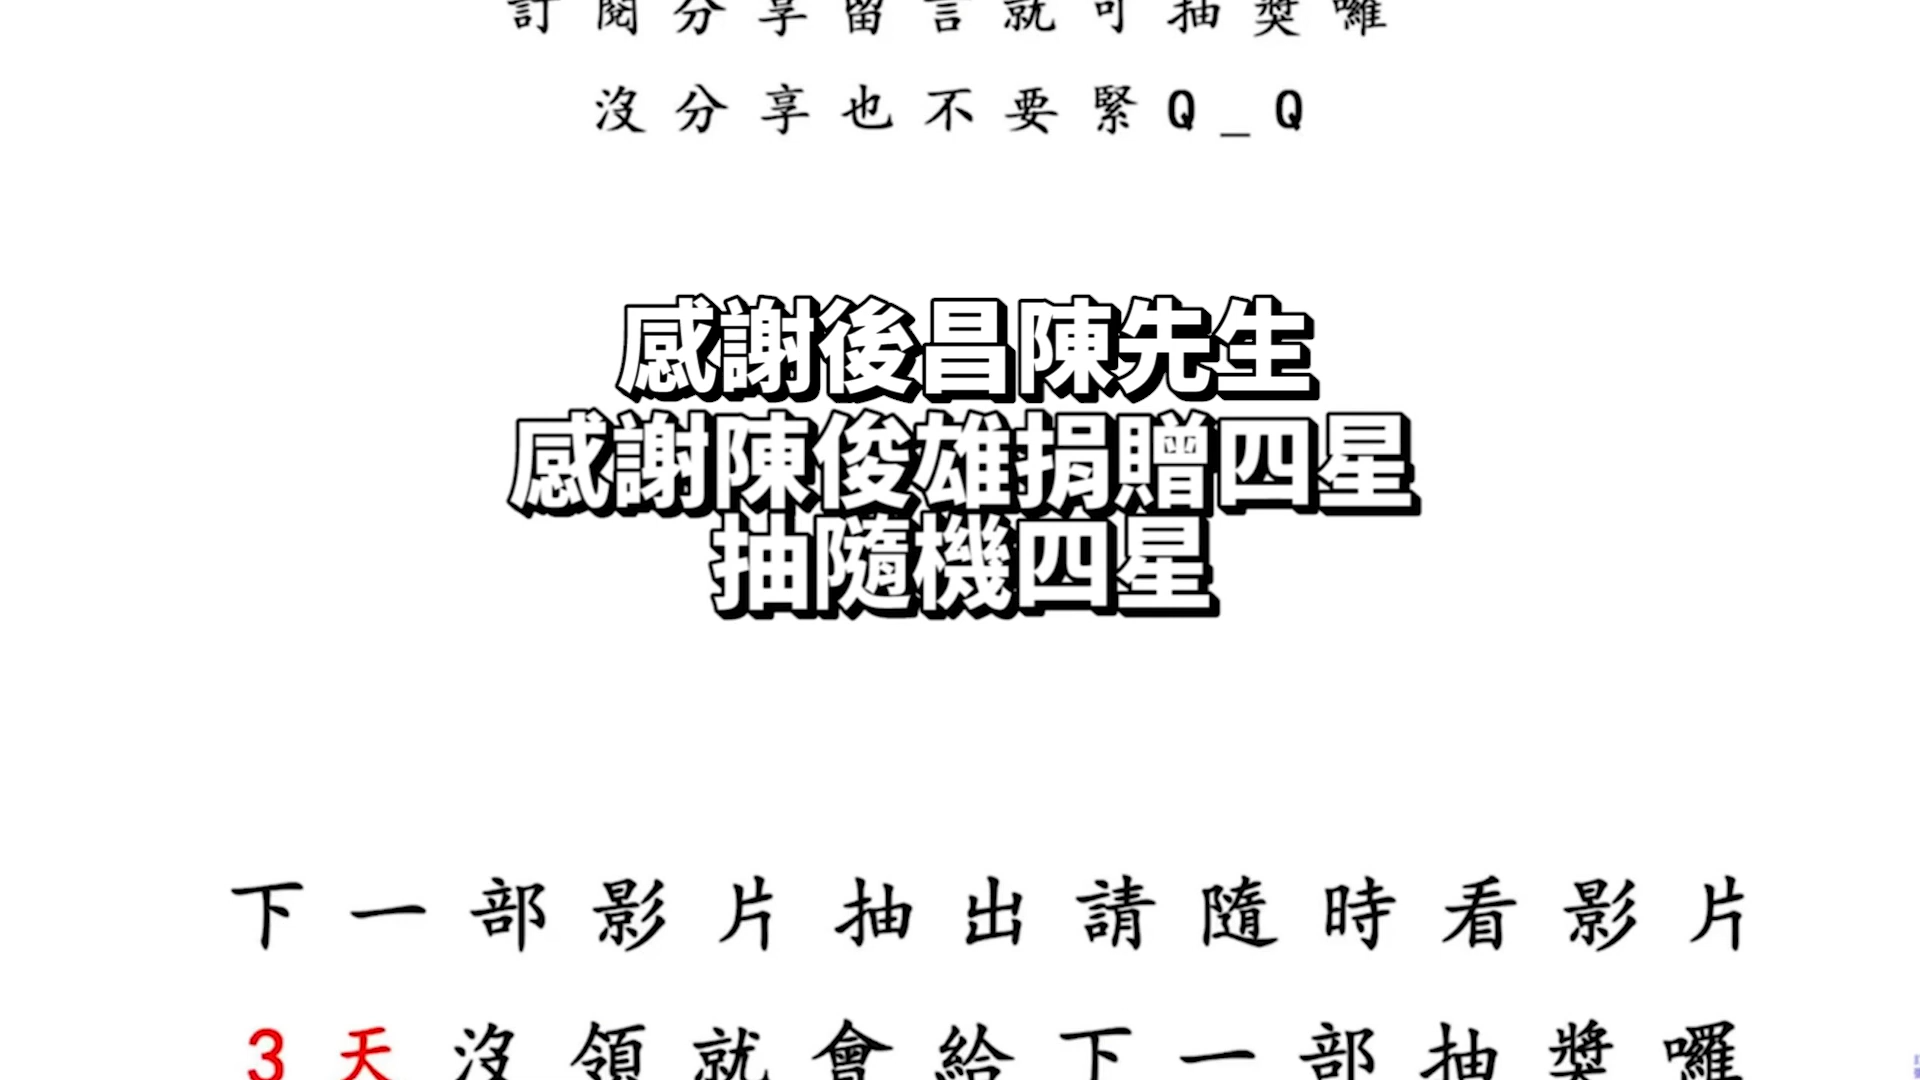 訂閱分享留言就可抽獎囉
沒分享也不要緊Q_Q
感謝後昌陳先生
感謝陳俊雄捐贈四星
抽隨機四星
下一部影片抽出請隨時看影片
3天沒領就會給下一部抽獎囉